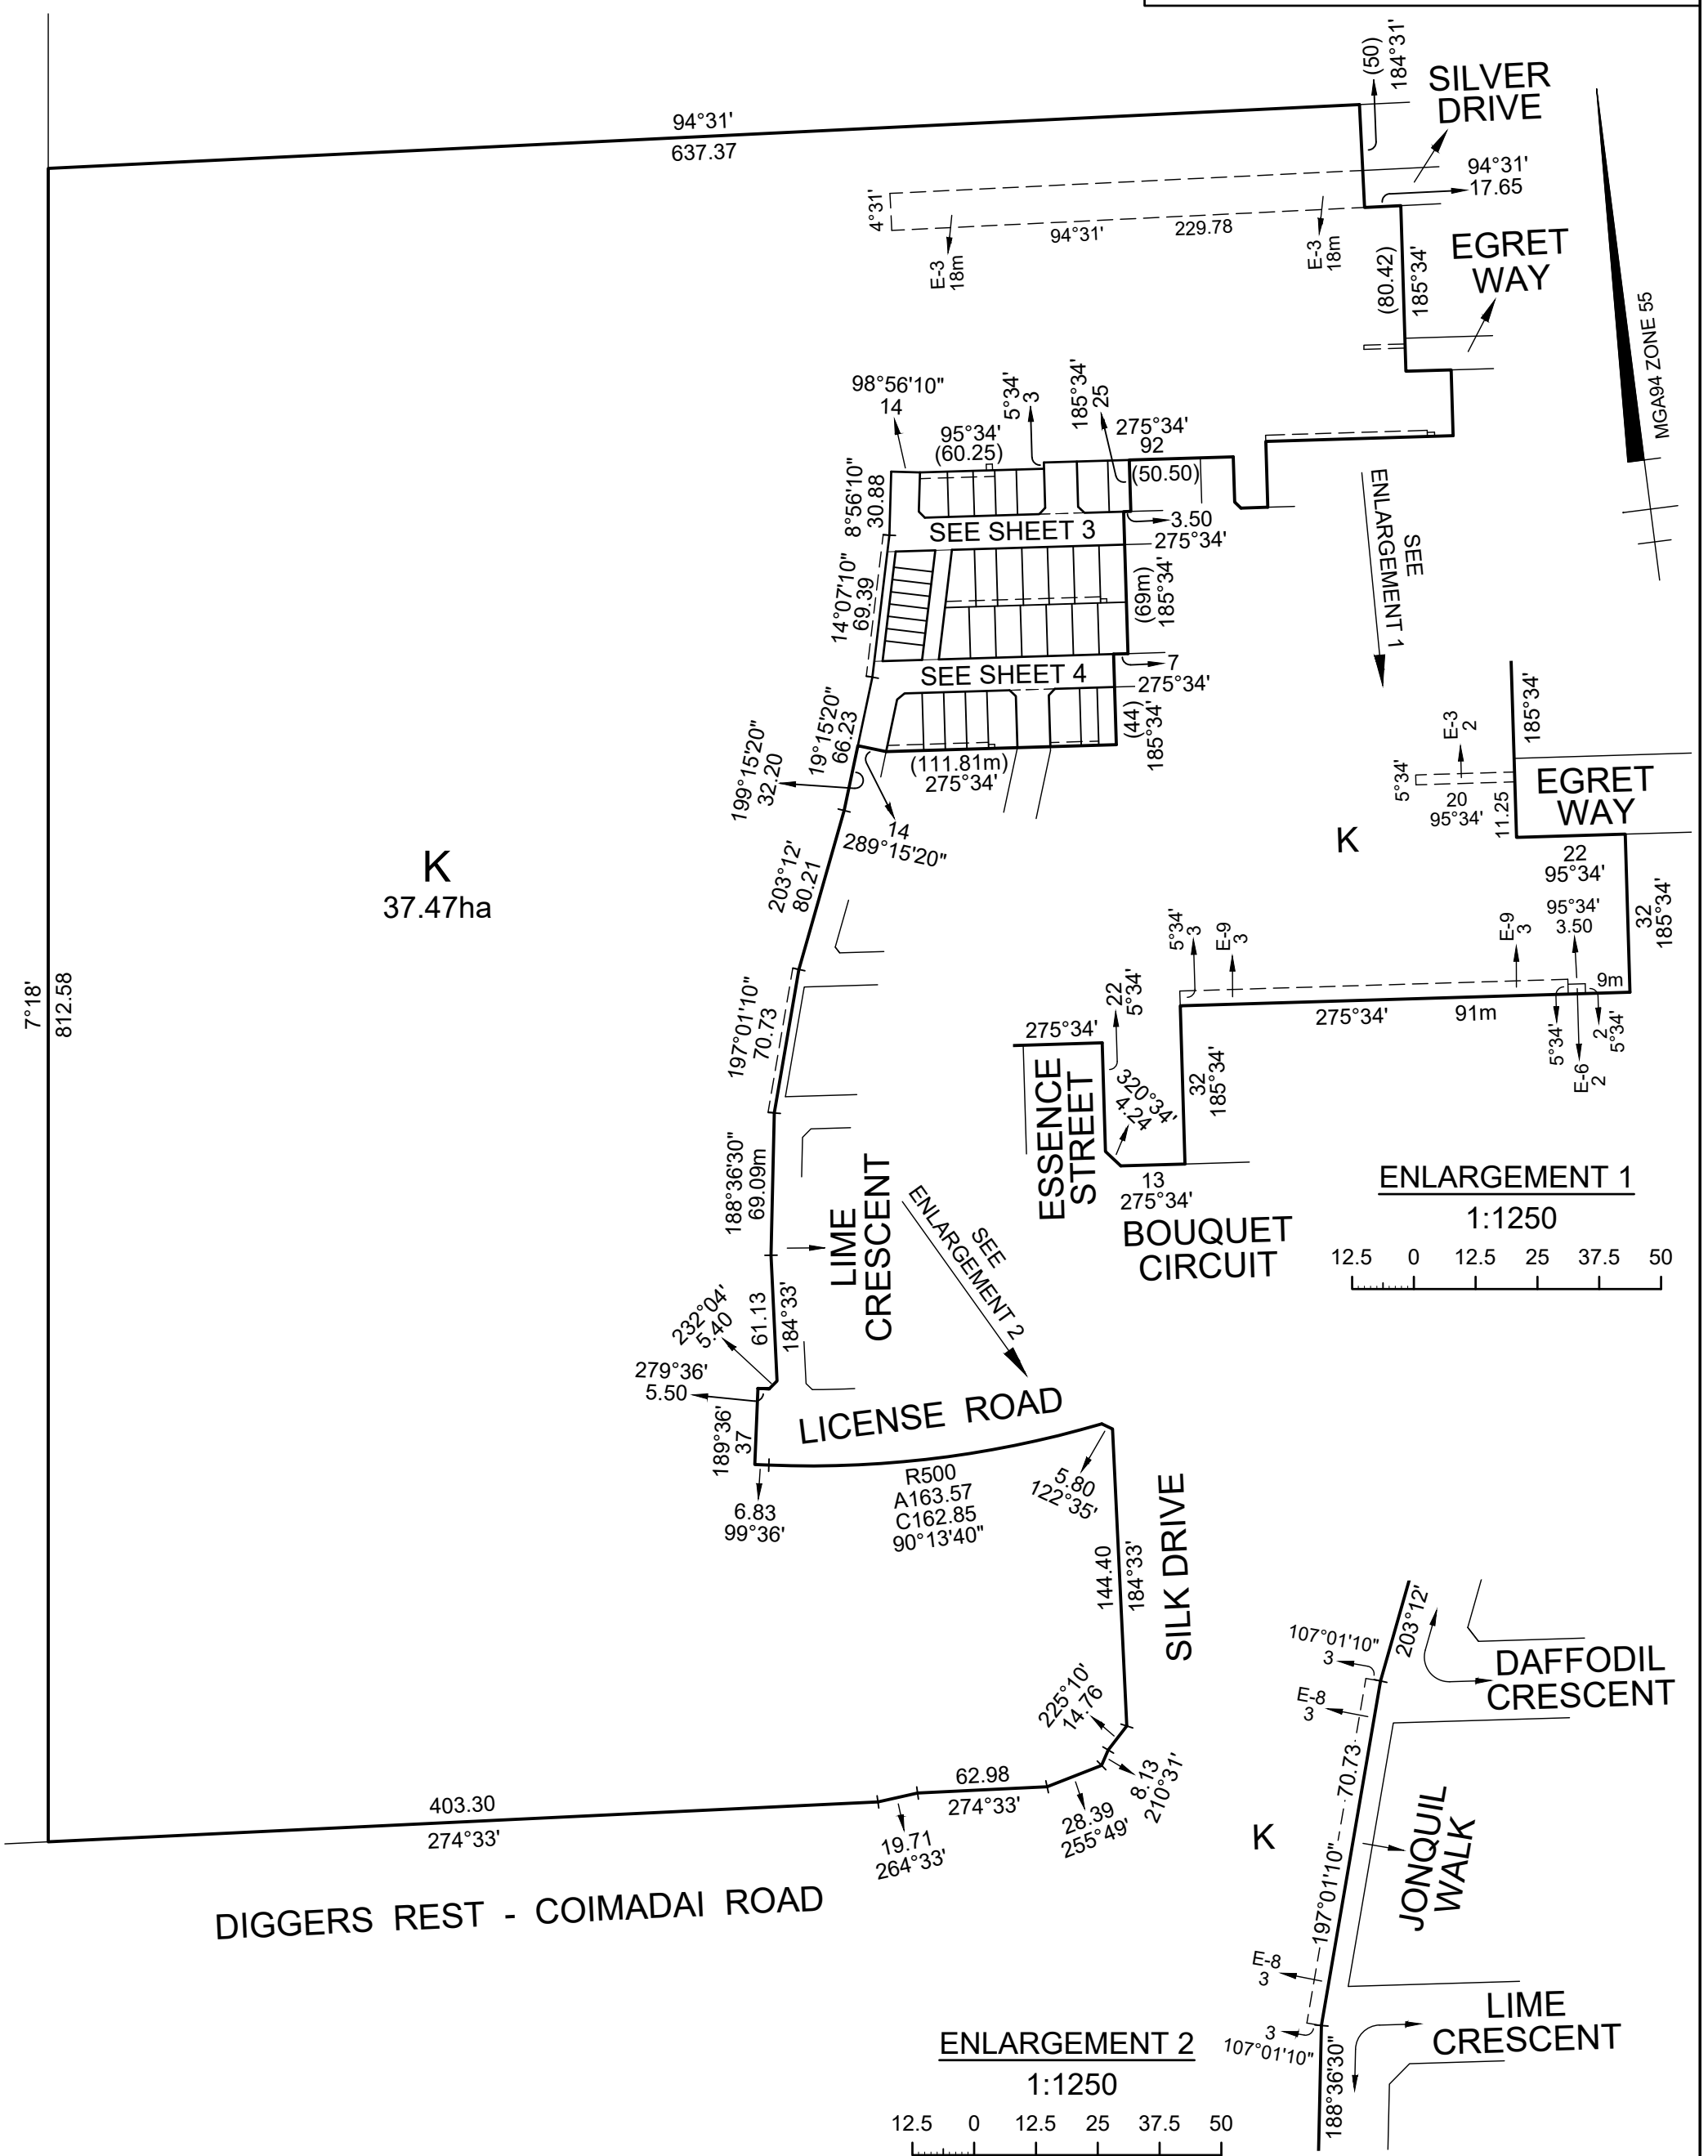 (50)
184°31'
SILVER
DRIVE
94°31'
637.37
94°31'
17.65
4°31'
94°31'
229.78
E-3
18m
E-3
18m
EGRET
WAY
(80.42)
185°34'
MGA94 ZONE 55
98°56'10"
14
5°34'
3
185°34'
25
95°34'
(60.25)
275°34'
92
(50.50)
8°56'10"
30.88
SEE SHEET 3
3.50
275°34'
SEE
ENLARGEMENT 1
14°07'10"
69.39
(69m)
185°34'
SEE SHEET 4
7
275°34'
19°15'20"
66.23
(44)
185°34'
199°15'20"
32.20
(111.81m)
275°34'
14
289°15'20"
185°34'
E-3
2
5°34'
20
95°34'
11.25
EGRET
WAY
K
22
95°34'
K
37.47ha
203°12'
80.21
32
185°34'
5°34'
3
E-9
3
E-9
3
95°34'
3.50
9m
7°18'
812.58
22
5°34'
275°34'
275°34'
91m
5°34'
2
5°34'
E-6
2
197°01'10"
70.73
ESSENCE
STREET
320°34'
4.24
32
185°34'
13
275°34'
ENLARGEMENT 1
1:1250
188°36'30"
69.09m
LIME
CRESCENT
SEE
ENLARGEMENT 2
BOUQUET
CIRCUIT
12.5 0 12.5 25 37.5 50
232°04'
5.40
61.13
184°33'
279°36'
5.50
189°36'
37
LICENSE ROAD
R500
A163.57
C162.85
90°13'40"
5.80
122°35'
6.83
99°36'
144.40
184°33'
SILK DRIVE
225°10'
14.76
8.13
210°31'
62.98
274°33'
28.39
255°49'
403.30
274°33'
19.71
264°33'
DIGGERS REST - COIMADAI ROAD
203°12'
107°01'10"
3
DAFFODIL
CRESCENT
E-8
3
70.73
197°01'10"
K
JONQUIL
WALK
E-8
3
LIME
CRESCENT
3
107°01'10"
188°36'30"
ENLARGEMENT 2
1:1250
12.5 0 12.5 25 37.5 50